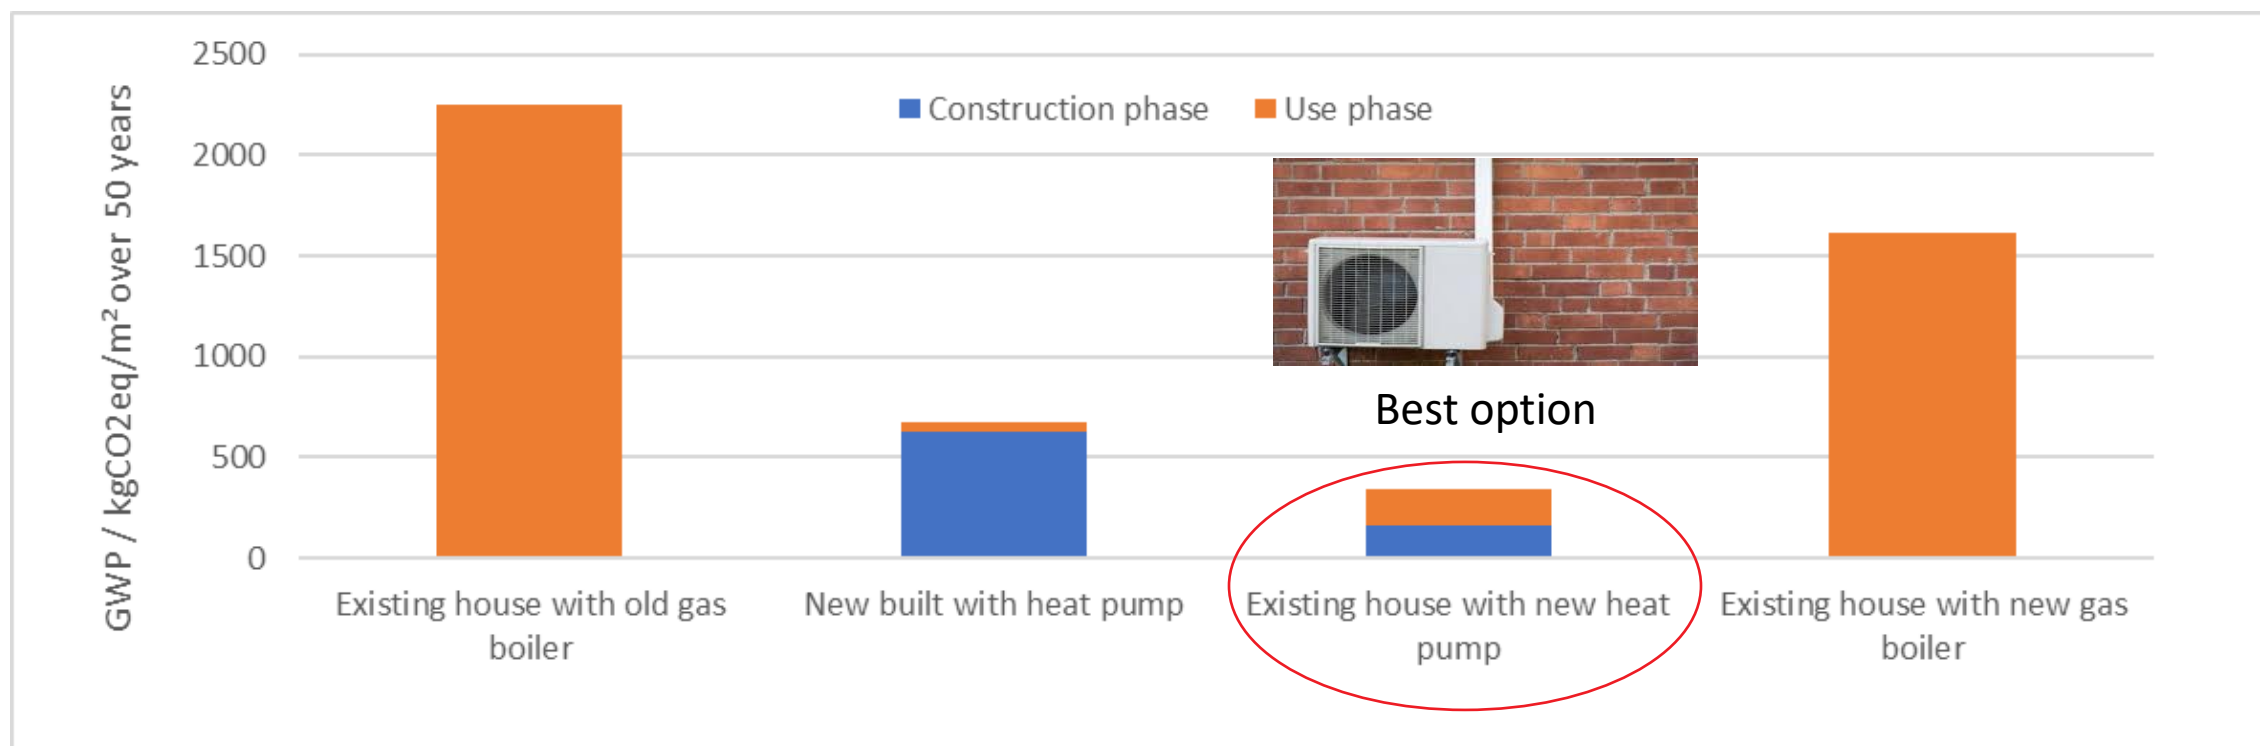 GWP / kgCO2eq/m² over 50 years
2500
2000
1500
1000
500
0
Construction phase
Use phase
Best option
Existing house with old gas
boiler
New built with heat pump
Existing house with new heat
pump
Existing house with new gas
boiler